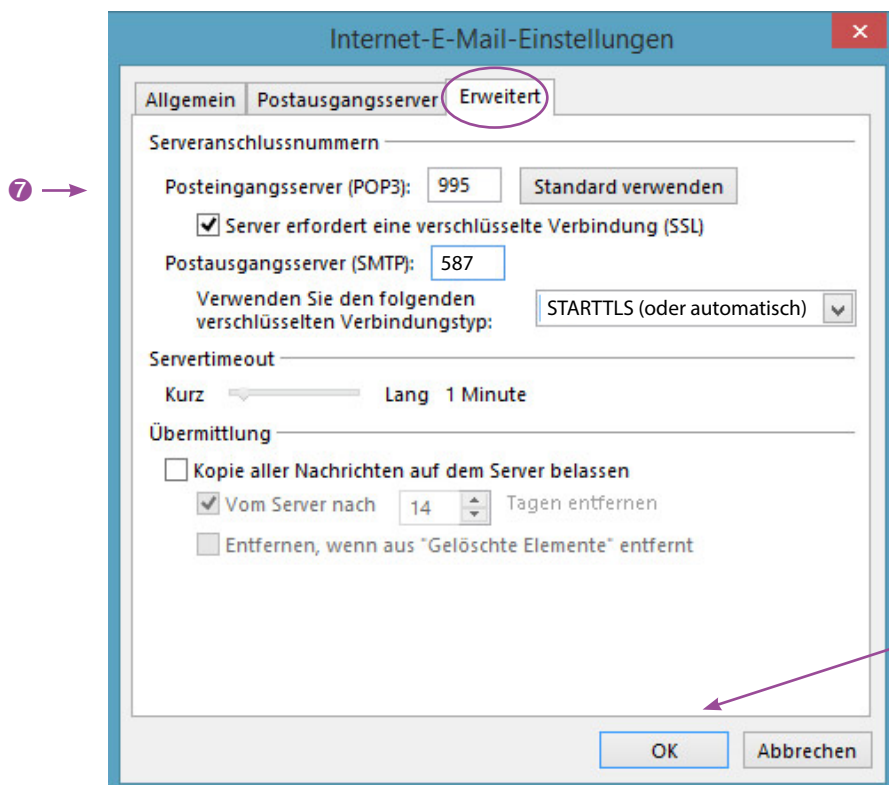 Internet-E-Mail-Einstellungen
Allgemein Postausgangsserver Erweitert
Serveranschlussnummern
7
Posteingangsserver (POP3): 995 Standard verwenden
Server erfordert eine verschlüsselte Verbindung (SSL)
Postausgangsserver (SMTP): 587
Verwenden Sie den folgenden
verschlüsselten Verbindungstyp:
STARTTLS (oder automatisch)
Servertimeout
Kurz Lang 1 Minute
Übermittlung
Kopie aller Nachrichten auf dem Server belassen
Vom Server nach 14 Tagen entfernen
Entfernen, wenn aus "Gelöschte Elemente" entfernt
OK Abbrechen